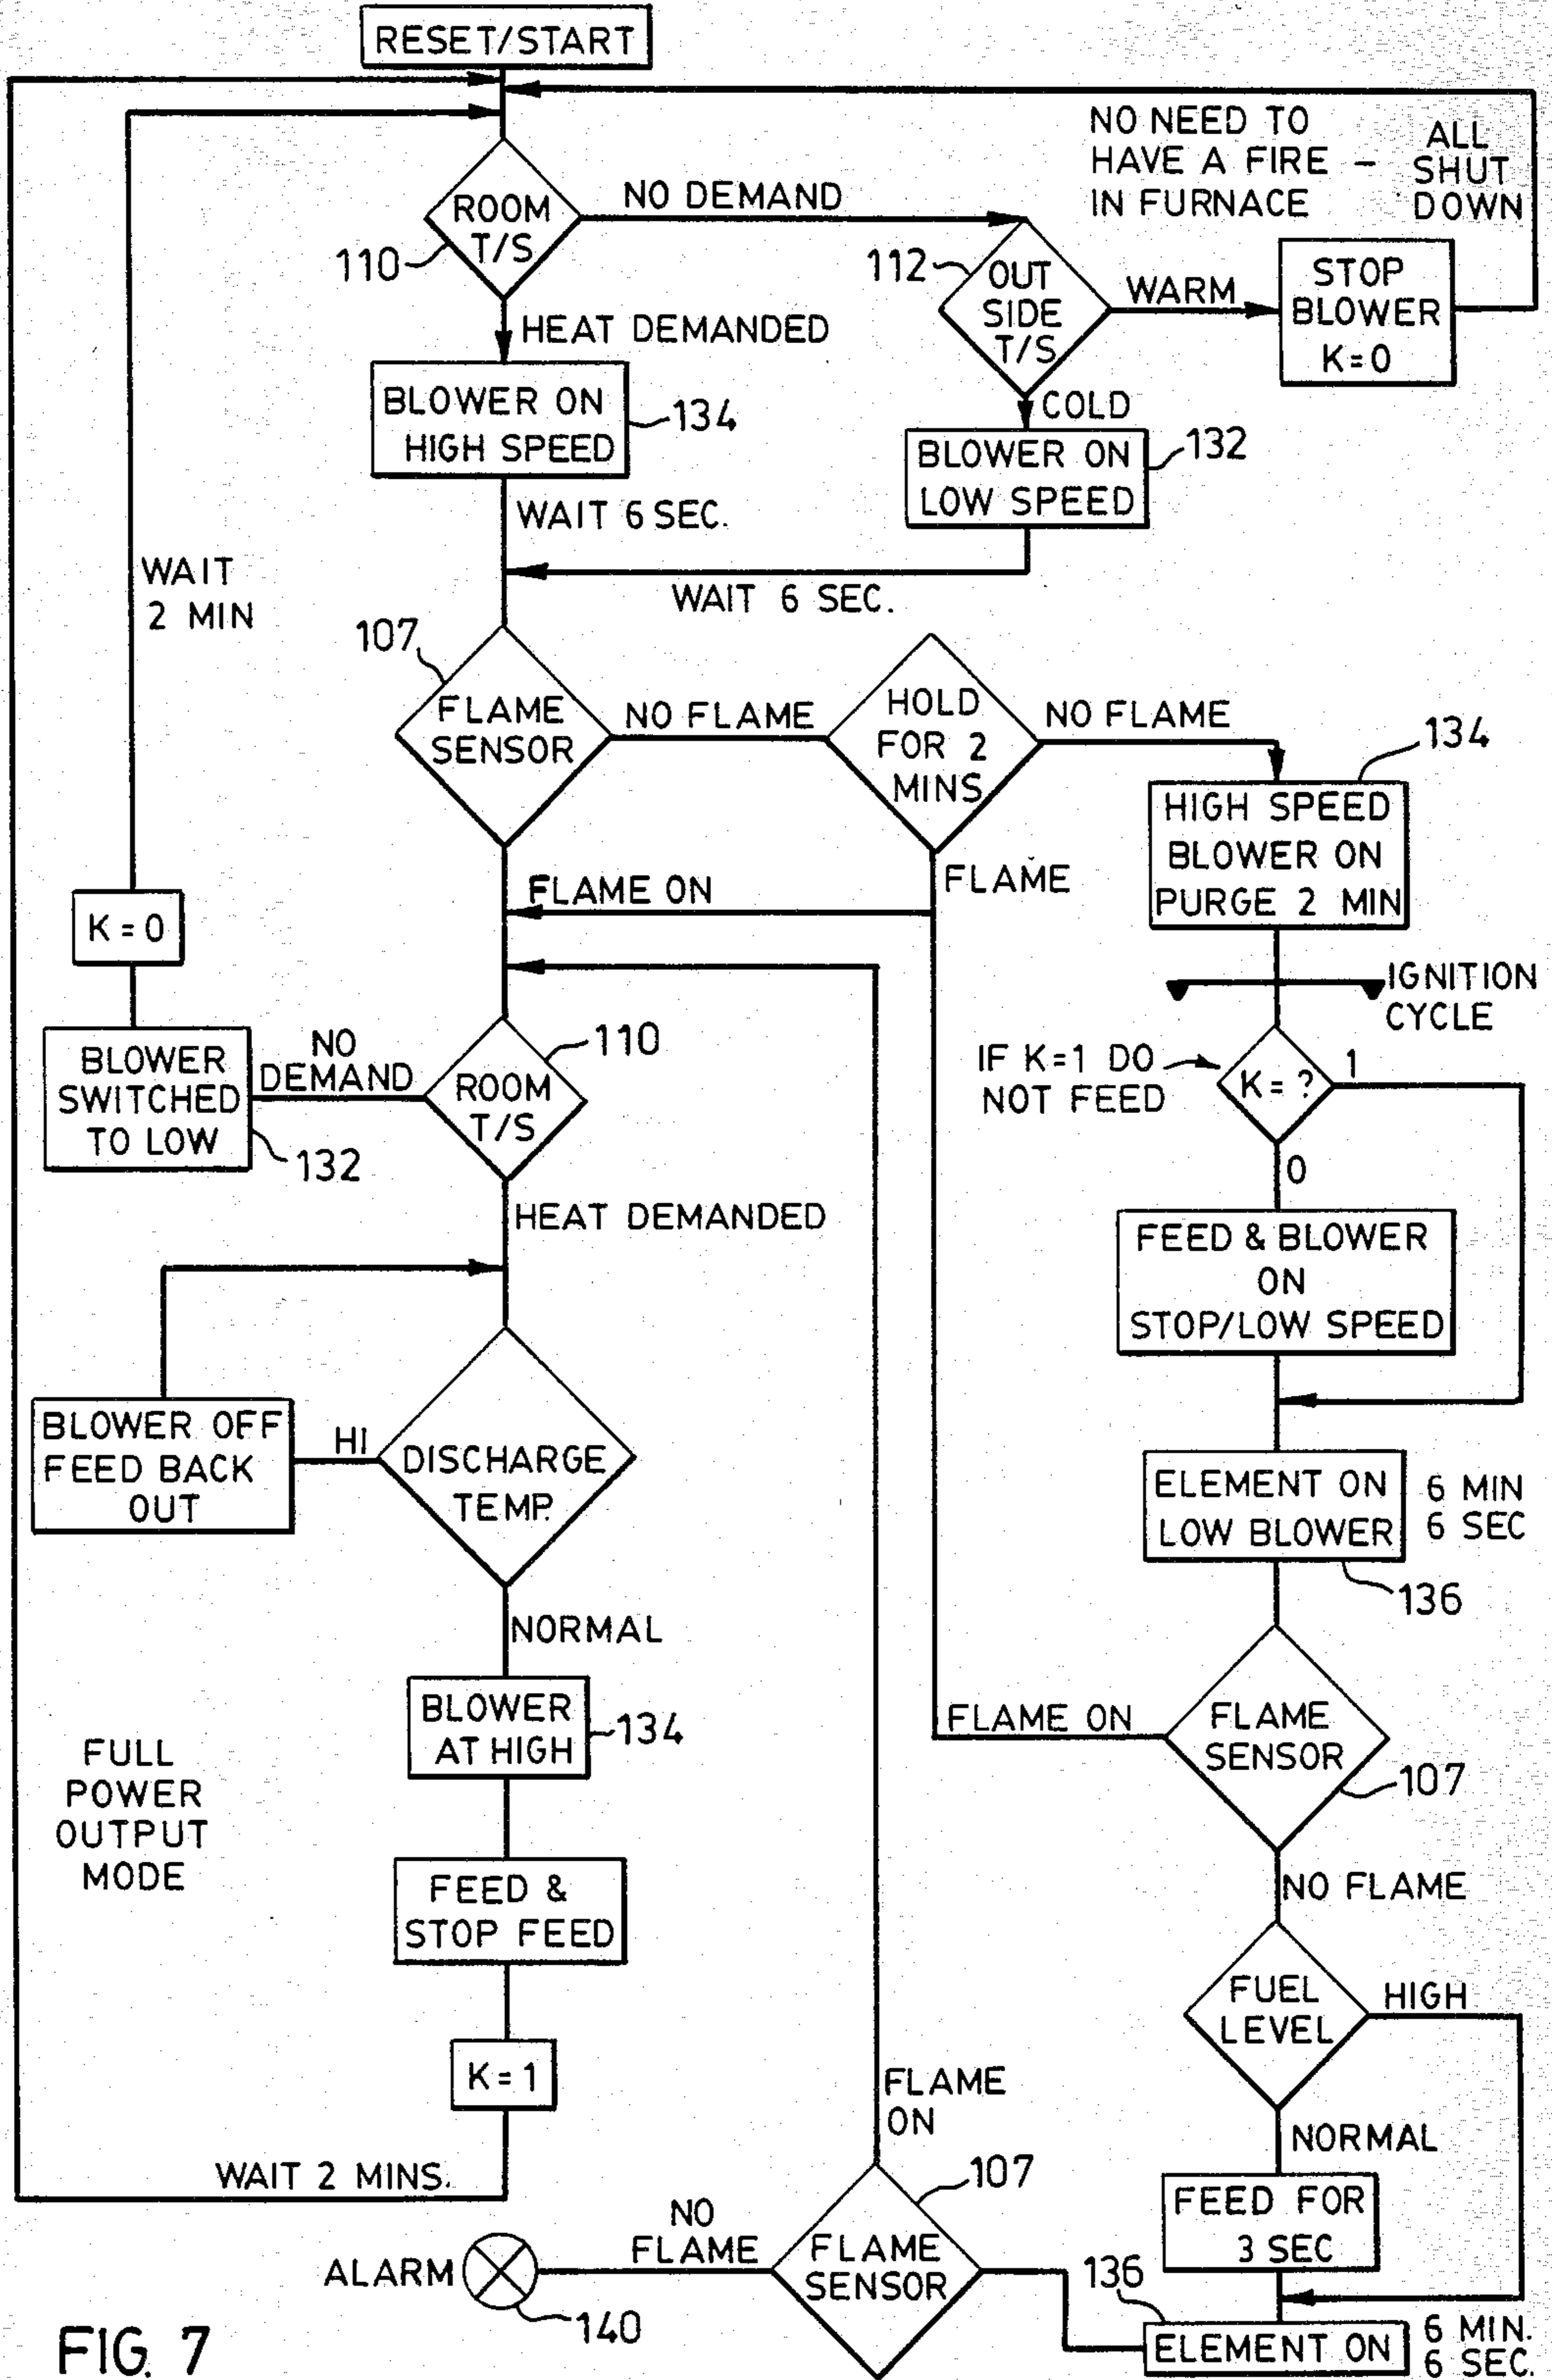 RESET/START
NO NEED TO
HAVE A FIRE -
IN FURNACE
ALL
SHUT
DOWN
ROOM
T/S
110
NO DEMAND
112
OUT
SIDE
T/S
WARM
STOP
BLOWER
K=0
HEAT DEMANDED
COLD
BLOWER ON
HIGH SPEED
134
BLOWER ON
LOW SPEED
132
WAIT 6 SEC.
WAIT 6 SEC.
WAIT
2 MIN
107
FLAME
SENSOR
NO FLAME
HOLD
FOR 2
MINS
NO FLAME
134
HIGH SPEED
BLOWER ON
PURGE 2 MIN
FLAME ON
FLAME
K=0
IGNITION
CYCLE
BLOWER
SWITCHED
TO LOW
132
NO
DEMAND
ROOM
T/S
110
IF K=1 DO
NOT FEED
K=?
1
0
HEAT DEMANDED
FEED & BLOWER
ON
STOP/LOW SPEED
BLOWER OFF
FEED BACK
OUT
HI
DISCHARGE
TEMP.
ELEMENT ON
LOW BLOWER
6 MIN
6 SEC
136
NORMAL
BLOWER
AT HIGH
134
FLAME ON
FLAME
SENSOR
107
FULL
POWER
OUTPUT
MODE
FEED &
STOP FEED
NO FLAME
FUEL
LEVEL
HIGH
K=1
FLAME
ON
NORMAL
WAIT 2 MINS.
FEED FOR
3 SEC
107
NO
FLAME
FLAME
SENSOR
ALARM
140
136
ELEMENT ON
6 MIN.
6 SEC.
FIG. 7